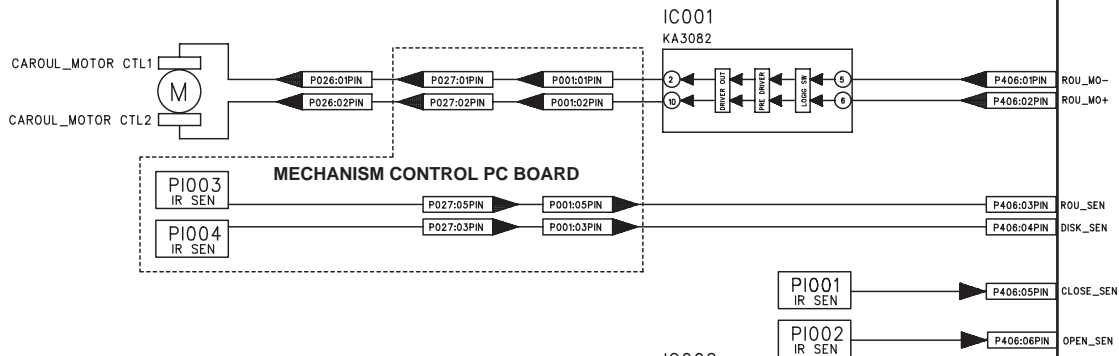 IC001
KA3082
CAROUL_MOTOR CTL1
M
CAROUL_MOTOR CTL2
P026:01PIN
P027:01PIN
P001:01PIN
2
DRIVER OUT
PRE DRIVER
LOGIG SW
5
P406:01PIN
ROU_MO-
P026:02PIN
P027:02PIN
P001:02PIN
10
6
P406:02PIN
ROU_MO+
MECHANISM CONTROL PC BOARD
PI003
IR SEN
P027:05PIN
P001:05PIN
P406:03PIN
ROU_SEN
PI004
IR SEN
P027:03PIN
P001:03PIN
P406:04PIN
DISK_SEN
PI001
IR SEN
P406:05PIN
CLOSE_SEN
PI002
IR SEN
P406:06PIN
OPEN_SEN